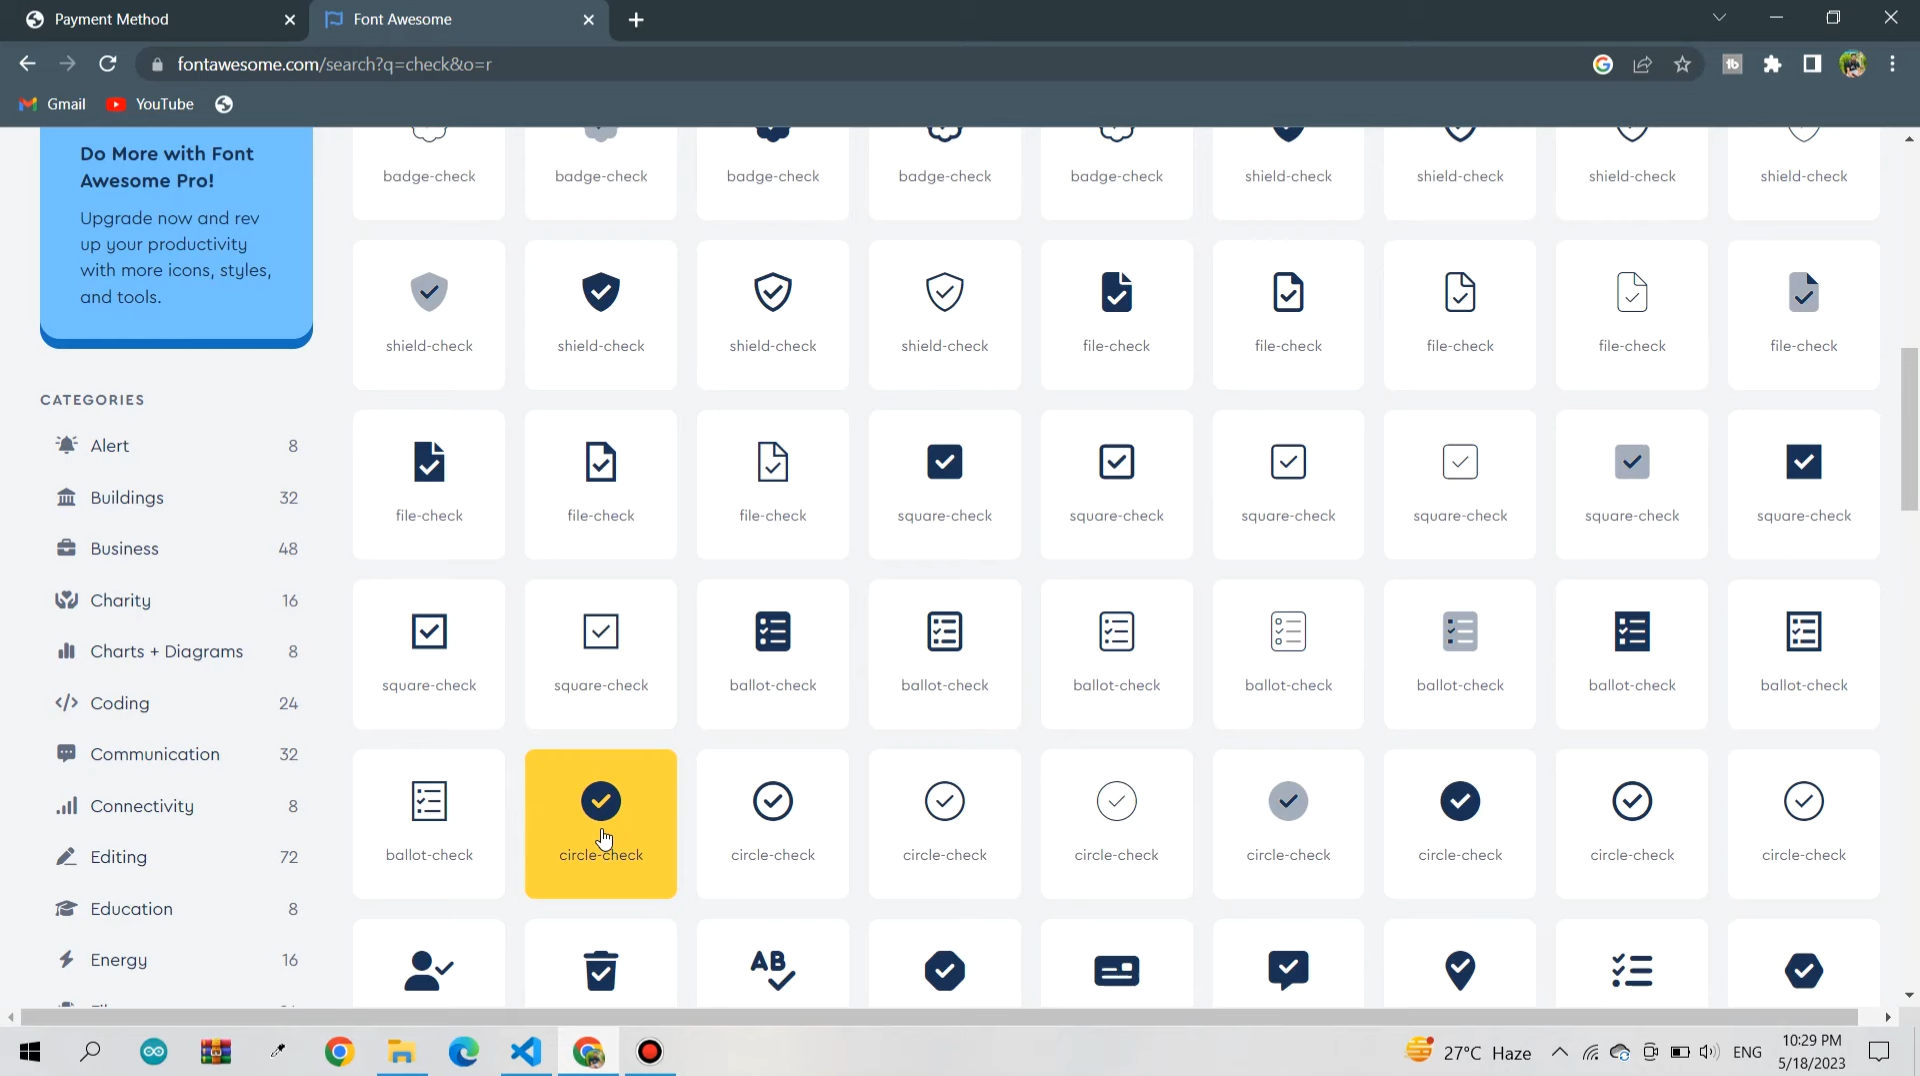 Payment Method
Font Awesome
fontawesome.com/search?q=check&o=r
Gmail
YouTube
Do More with Font
Awesome Pro!
Upgrade now and rev
up your productivity
with more icons, styles,
and tools.
CATEGORIES
Alert 8
Buildings 32
Business 48
Charity 16
Charts + Diagrams 8
Coding 24
Communication 32
Connectivity 8
Editing 72
Education 8
Energy 16
badge-check badge-check badge-check badge-check badge-check shield-check shield-check shield-check shield-check
shield-check shield-check shield-check shield-check file-check file-check file-check file-check file-check
file-check file-check file-check square-check square-check square-check square-check square-check square-check
square-check square-check ballot-check ballot-check ballot-check ballot-check ballot-check ballot-check ballot-check
ballot-check circle-check circle-check circle-check circle-check circle-check circle-check circle-check circle-check
AB
27°C Haze
ENG
10:29 PM
5/18/2023